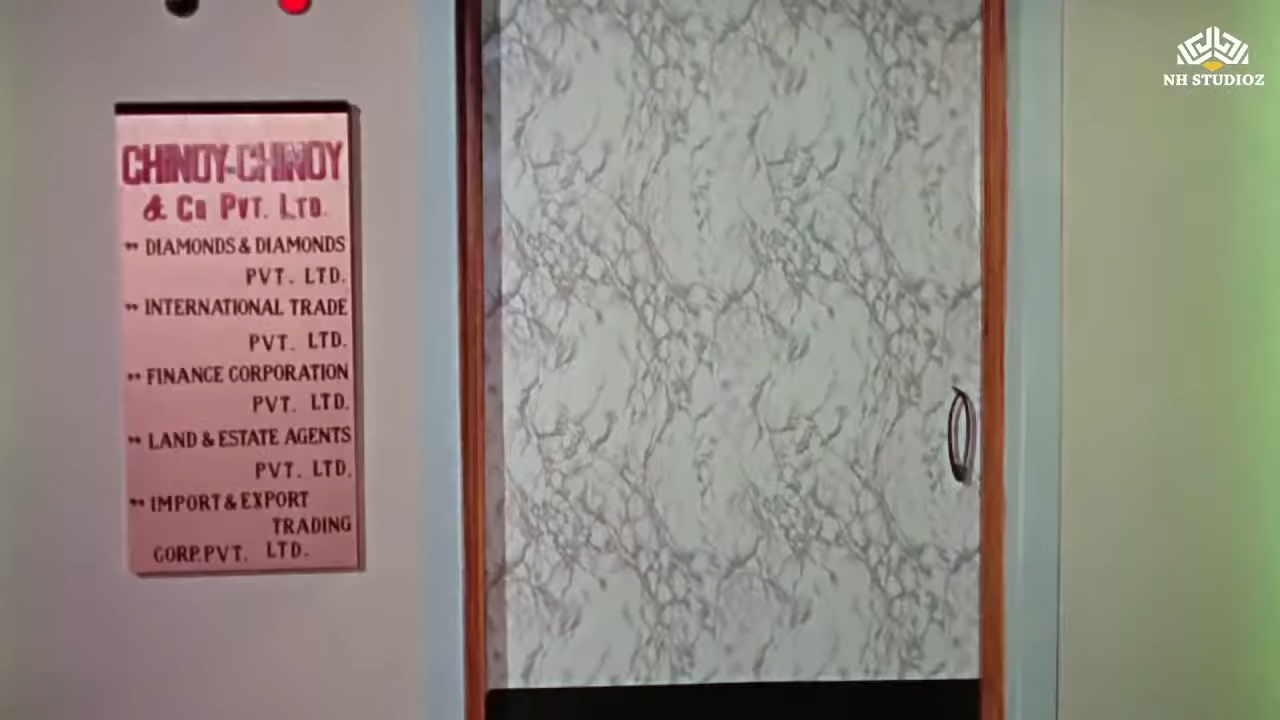 NH STUDIOZ
CHINOY-CHINOY
& Co PVT. LTD.
" DIAMONDS & DIAMONDS
PVT. LTD.
" INTERNATIONAL TRADE
PVT. LTD.
" FINANCE CORPORATION
PVT. LTD.
" LAND & ESTATE AGENTS
PVT. LTD.
" IMPORT & EXPORT
TRADING
CORP. PVT. LTD.